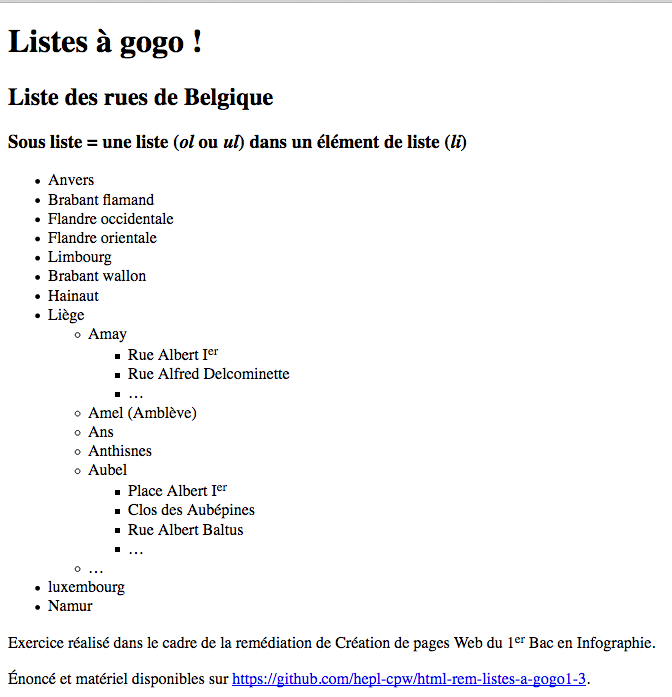 Listes à gogo !
Liste des rues de Belgique
Sous liste = une liste (ol ou ul) dans un élément de liste (li)
Anvers
Brabant flamand
Flandre occidentale
Flandre orientale
Limbourg
Brabant wallon
Hainaut
Liège
Amay
Rue Albert Ier
Rue Alfred Delcominette
…
Amel (Amblève)
Ans
Anthisnes
Aubel
Place Albert Ier
Clos des Aubépines
Rue Albert Baltus
…
…
luxembourg
Namur
Exercice réalisé dans le cadre de la remédiation de Création de pages Web du 1er Bac en Infographie.
Énoncé et matériel disponibles sur https://github.com/hepl-cpw/html-rem-listes-a-gogo1-3.